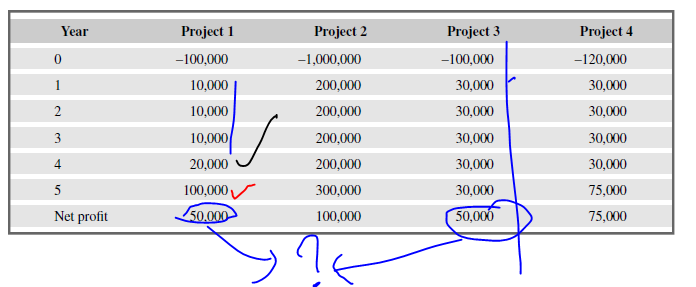 Year Project 1 Project 2 Project 3 Project 4
0 –100,000 –1,000,000 –100,000 –120,000
1 10,000 200,000 30,000 30,000
2 10,000 200,000 30,000 30,000
3 10,000 200,000 30,000 30,000
4 20,000 200,000 30,000 30,000
5 100,000 300,000 30,000 75,000
Net profit 50,000 100,000 50,000 75,000
?